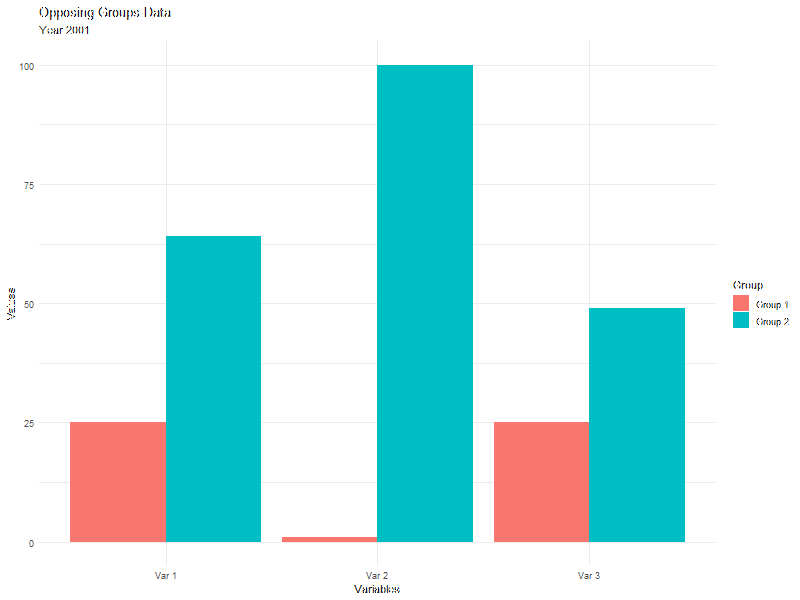 Opposing Groups Data
Year 2001
Values
100
75
50
25
0
Var 1
Var 2
Var 3
Variables
Group
Group 1
Group 2